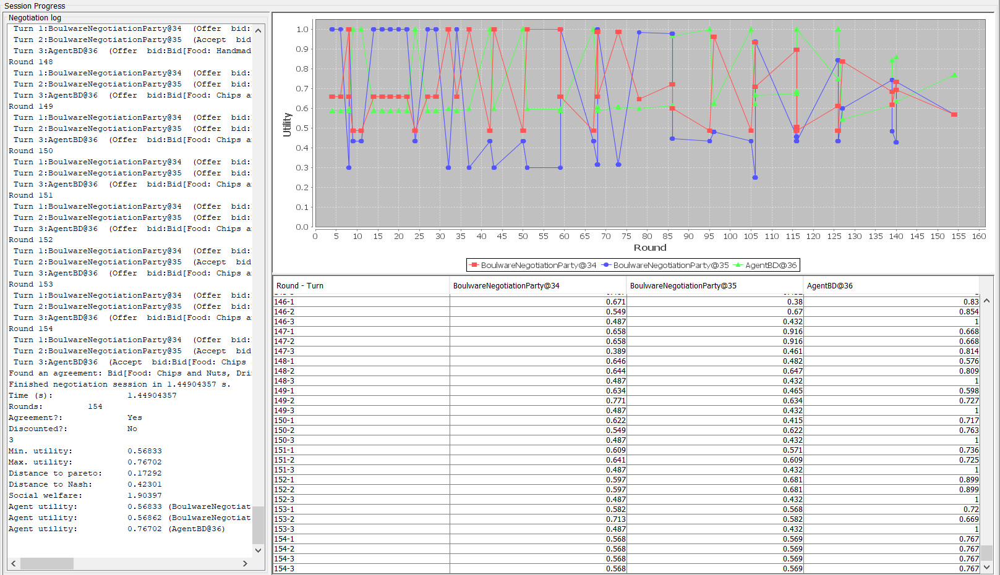 Session Progress
Negotiation log
Turn 1:BoulwareNegotiationParty@34  (Offer  bid:
Turn 2:BoulwareNegotiationParty@35  (Accept  bid
Turn 3:AgentBD@36  (Offer  bid:Bid[Food: Handmad
Round 148
Turn 1:BoulwareNegotiationParty@34  (Offer  bid:
Turn 2:BoulwareNegotiationParty@35  (Offer  bid:
Turn 3:AgentBD@36  (Offer  bid:Bid[Food: Chips a
Round 149
Turn 1:BoulwareNegotiationParty@34  (Offer  bid:
Turn 2:BoulwareNegotiationParty@35  (Offer  bid:
Turn 3:AgentBD@36  (Offer  bid:Bid[Food: Chips a
Round 150
Turn 1:BoulwareNegotiationParty@34  (Offer  bid:
Turn 2:BoulwareNegotiationParty@35  (Offer  bid:
Turn 3:AgentBD@36  (Offer  bid:Bid[Food: Chips a
Round 151
Turn 1:BoulwareNegotiationParty@34  (Offer  bid:
Turn 2:BoulwareNegotiationParty@35  (Offer  bid:
Turn 3:AgentBD@36  (Offer  bid:Bid[Food: Chips a
Round 152
Turn 1:BoulwareNegotiationParty@34  (Offer  bid:
Turn 2:BoulwareNegotiationParty@35  (Accept  bid
Turn 3:AgentBD@36  (Offer  bid:Bid[Food: Chips a
Round 153
Turn 1:BoulwareNegotiationParty@34  (Offer  bid:
Turn 2:BoulwareNegotiationParty@35  (Offer  bid:
Turn 3:AgentBD@36  (Offer  bid:Bid[Food: Chips a
Round 154
Turn 1:BoulwareNegotiationParty@34  (Offer  bid:
Turn 2:BoulwareNegotiationParty@35  (Accept  bid
Turn 3:AgentBD@36  (Accept  bid:Bid[Food: Chips
Found an agreement: Bid[Food: Chips and Nuts, Dri
Finished negotiation session in 1.44904357 s.
Time (s): 1.44904357
Rounds: 154
Agreement?: Yes
Discounted?: No
3
Min. utility: 0.56833
Max. utility: 0.76702
Distance to pareto: 0.17292
Distance to Nash: 0.42301
Social welfare: 1.90397
Agent utility: 0.56833 (BoulwareNegotiat
Agent utility: 0.56862 (BoulwareNegotiat
Agent utility: 0.76702 (AgentBD@36)
Utility
1.0
0.9
0.8
0.7
0.6
0.5
0.4
0.3
0.2
0.1
0.0
0 5 10 15 20 25 30 35 40 45 50 55 60 65 70 75 80 85 90 95 100 105 110 115 120 125 130 135 140 145 150 155 160
Round
BoulwareNegotiationParty@34 BoulwareNegotiationParty@35 AgentBD@36
Round - Turn BoulwareNegotiationParty@34 BoulwareNegotiationParty@35 AgentBD@36
146-1 0.671 0.38 0.83
146-2 0.549 0.67 0.854
146-3 0.487 0.432 1
147-1 0.658 0.916 0.668
147-2 0.658 0.916 0.668
147-3 0.389 0.461 0.814
148-1 0.646 0.482 0.576
148-2 0.644 0.647 0.809
148-3 0.487 0.432 1
149-1 0.634 0.465 0.598
149-2 0.771 0.634 0.727
149-3 0.487 0.432 1
150-1 0.622 0.415 0.717
150-2 0.549 0.622 0.763
150-3 0.487 0.432 1
151-1 0.609 0.571 0.736
151-2 0.641 0.609 0.725
151-3 0.487 0.432 1
152-1 0.597 0.681 0.899
152-2 0.597 0.681 0.899
152-3 0.487 0.432 1
153-1 0.582 0.568 0.72
153-2 0.713 0.582 0.669
153-3 0.487 0.432 1
154-1 0.568 0.569 0.767
154-2 0.568 0.569 0.767
154-3 0.568 0.569 0.767
154-3 0.568 0.569 0.767